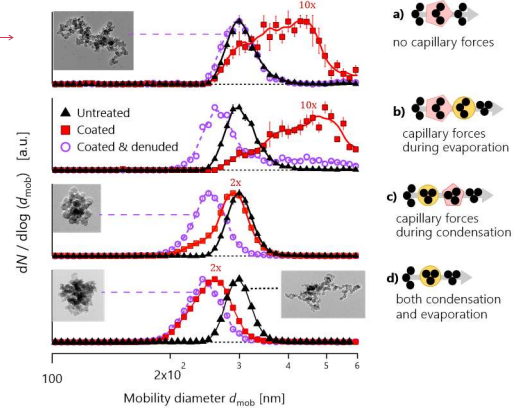 10x
a)
no capillary forces
10x
Untreated
Coated
Coated & denuded
b)
capillary forces
during evaporation
dN / dlog (dmob) [a.u.]
2x
c)
capillary forces
during condensation
2x
d)
both condensation
and evaporation
100
2x10²
3
4
5
6
Mobility diameter dmob [nm]